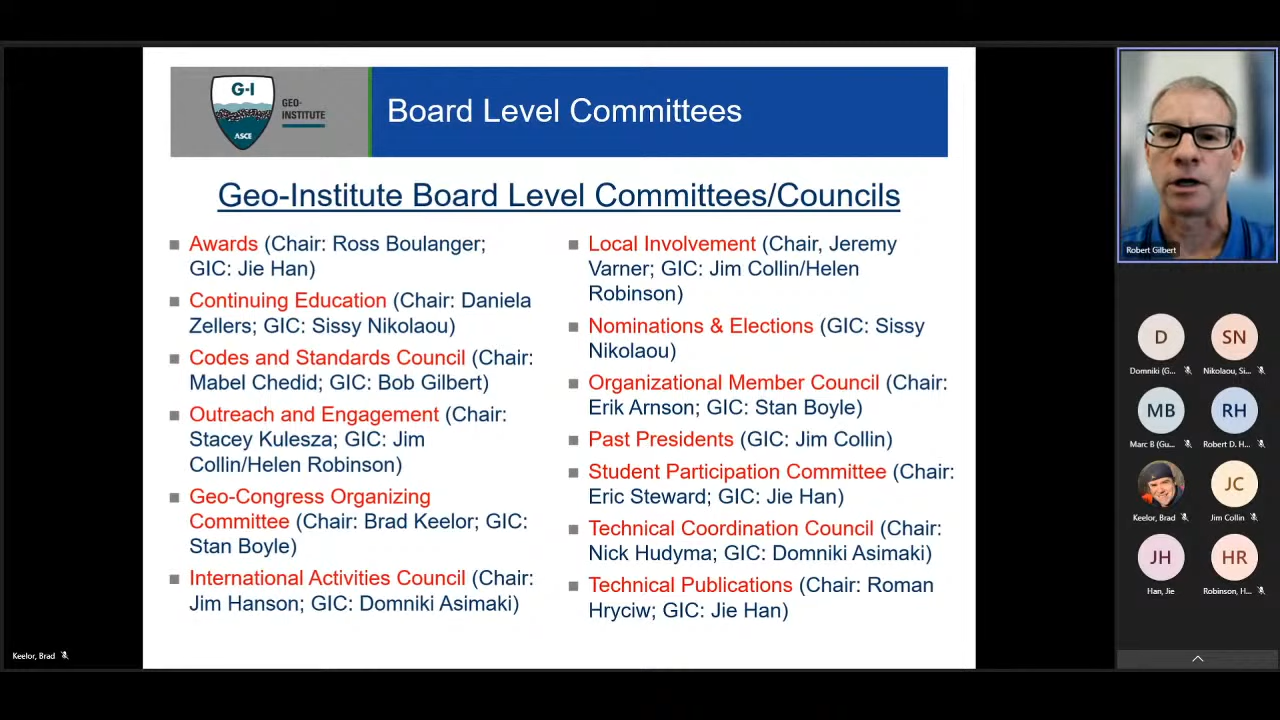 G-I
GEO-
INSTITUTE
ASCE
Board Level Committees
Geo-Institute Board Level Committees/Councils
Awards (Chair: Ross Boulanger;
GIC: Jie Han)
Continuing Education (Chair: Daniela
Zellers; GIC: Sissy Nikolaou)
Codes and Standards Council (Chair:
Mabel Chedid; GIC: Bob Gilbert)
Outreach and Engagement (Chair:
Stacey Kulesza; GIC: Jim
Collin/Helen Robinson)
Geo-Congress Organizing
Committee (Chair: Brad Keelor; GIC:
Stan Boyle)
International Activities Council (Chair:
Jim Hanson; GIC: Domniki Asimaki)
Local Involvement (Chair, Jeremy
Varner; GIC: Jim Collin/Helen
Robinson)
Nominations & Elections (GIC: Sissy
Nikolaou)
Organizational Member Council (Chair:
Erik Arnson; GIC: Stan Boyle)
Past Presidents (GIC: Jim Collin)
Student Participation Committee (Chair:
Eric Steward; GIC: Jie Han)
Technical Coordination Council (Chair:
Nick Hudyma; GIC: Domniki Asimaki)
Technical Publications (Chair: Roman
Hryciw; GIC: Jie Han)
Robert Gilbert
D
SN
Domniki (G...
Nikolaou, Si...
MB
RH
Marc B (Gu...
Robert D. H...
JC
Keelor, Brad
Jim Collin
JH
HR
Han, Jie
Robinson, H...
Keelor, Brad